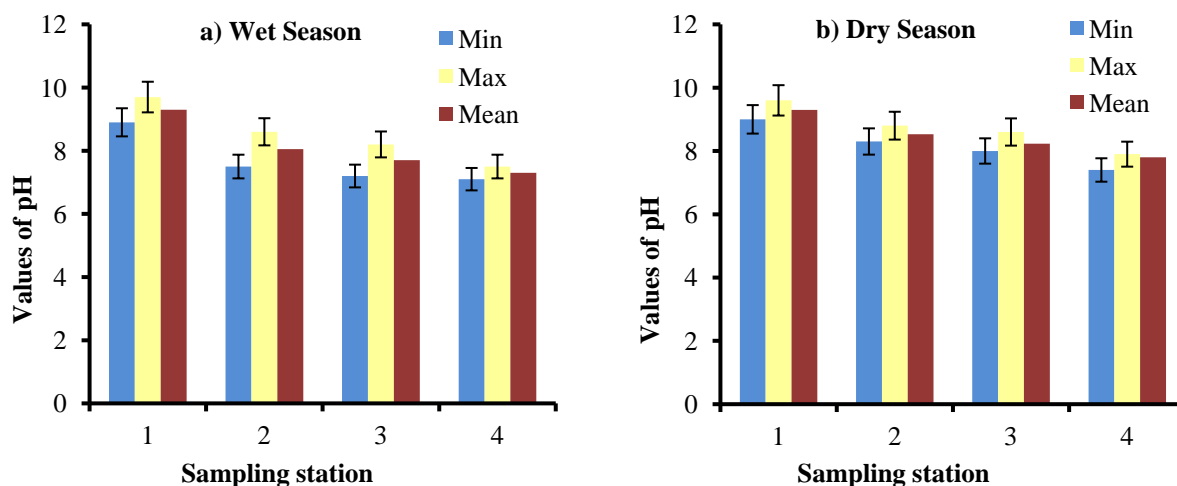 a) Wet Season
Min
Max
Mean
12
10
8
6
4
2
0
Values of pH
1 2 3 4
Sampling station
b) Dry Season
Min
Max
Mean
12
10
8
6
4
2
0
Values of pH
1 2 3 4
Sampling station